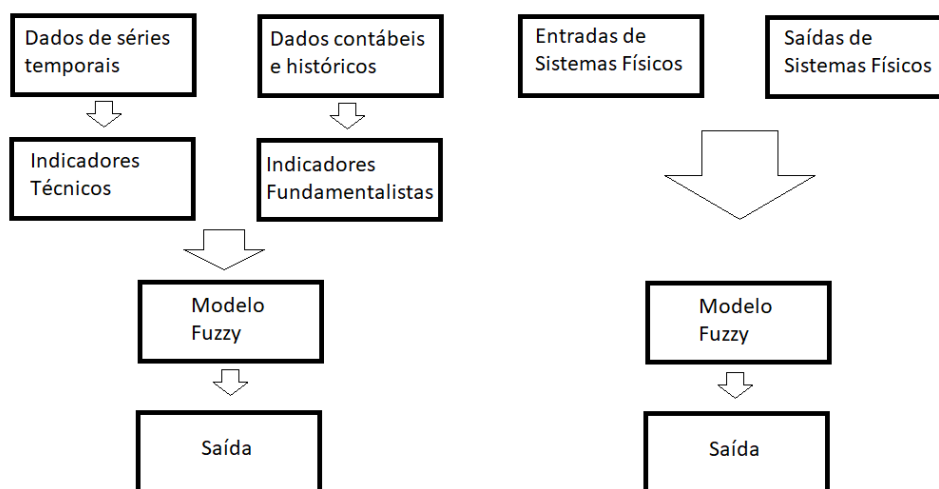 Dados de séries
temporais
Dados contábeis
e históricos
Entradas de
Sistemas Físicos
Saídas de
Sistemas Físicos
Indicadores
Técnicos
Indicadores
Fundamentalistas
Modelo
Fuzzy
Modelo
Fuzzy
Saída
Saída